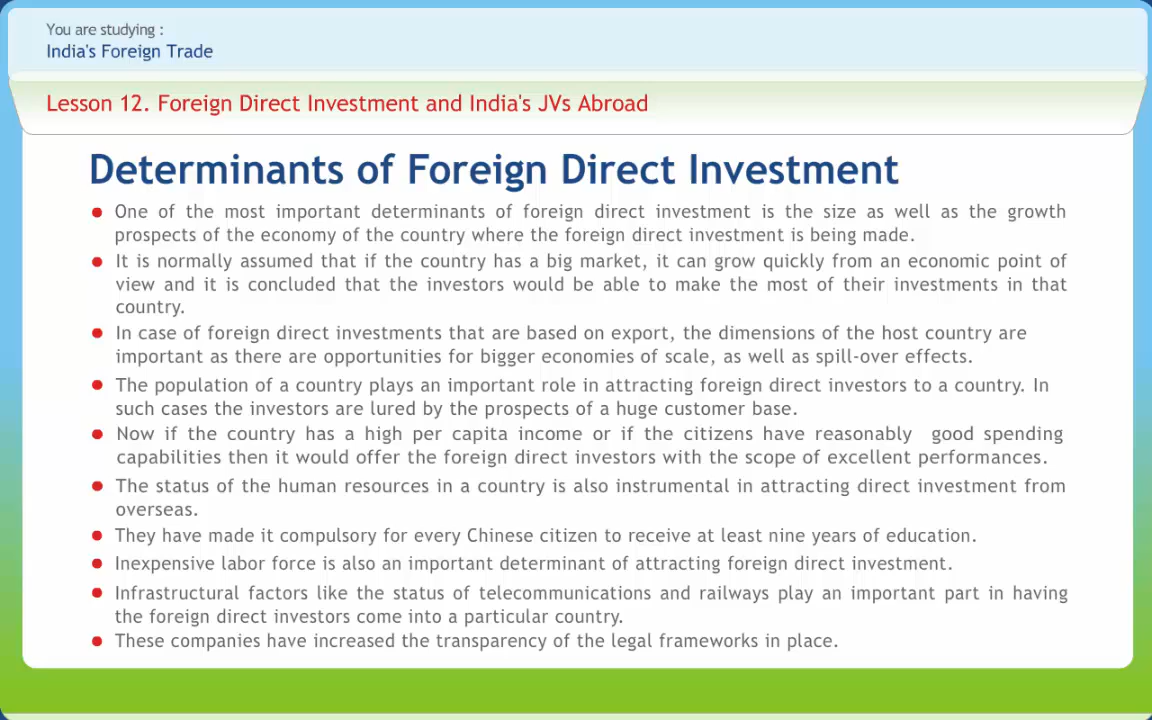 You are studying :
India's Foreign Trade
Lesson 12. Foreign Direct Investment and India's JVs Abroad
Determinants of Foreign Direct Investment
• One of the most important determinants of foreign direct investment is the size as well as the growth
prospects of the economy of the country where the foreign direct investment is being made.
• It is normally assumed that if the country has a big market, it can grow quickly from an economic point of
view and it is concluded that the investors would be able to make the most of their investments in that
country.
• In case of foreign direct investments that are based on export, the dimensions of the host country are
important as there are opportunities for bigger economies of scale, as well as spill-over effects.
• The population of a country plays an important role in attracting foreign direct investors to a country. In
such cases the investors are lured by the prospects of a huge customer base.
• Now if the country has a high per capita income or if the citizens have reasonably good spending
capabilities then it would offer the foreign direct investors with the scope of excellent performances.
• The status of the human resources in a country is also instrumental in attracting direct investment from
overseas.
• They have made it compulsory for every Chinese citizen to receive at least nine years of education.
• Inexpensive labor force is also an important determinant of attracting foreign direct investment.
• Infrastructural factors like the status of telecommunications and railways play an important part in having
the foreign direct investors come into a particular country.
• These companies have increased the transparency of the legal frameworks in place.